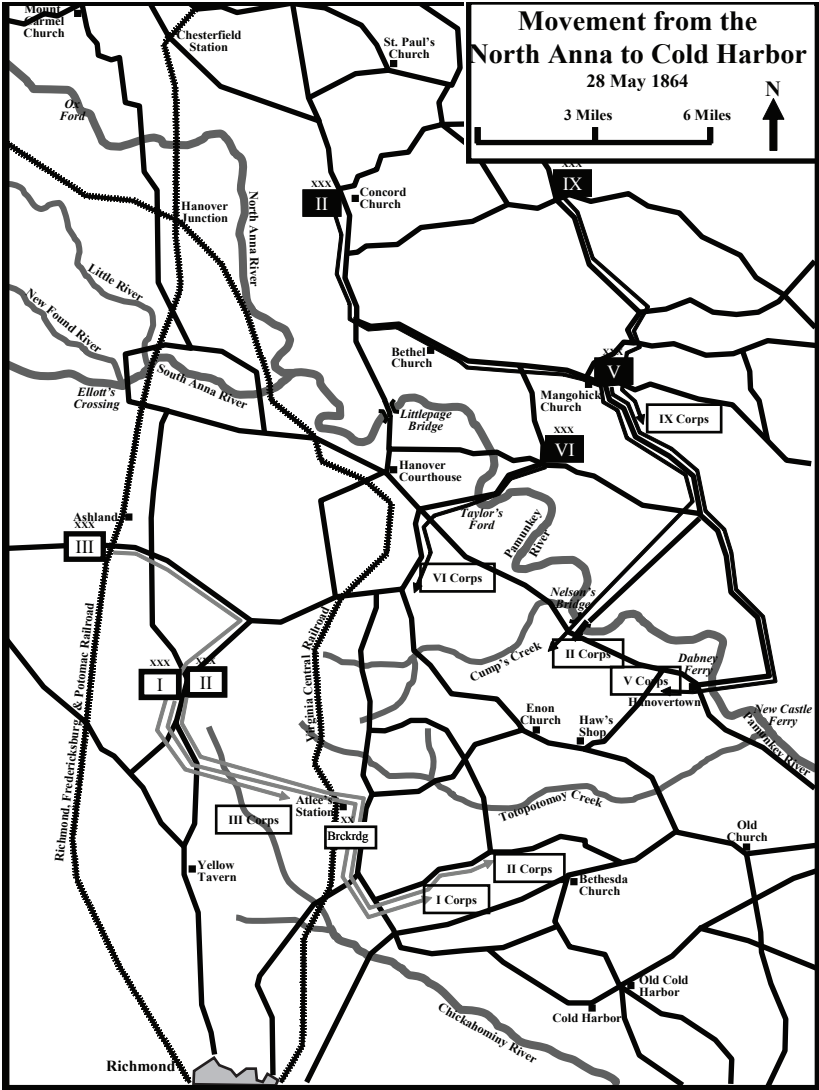 Movement from the
North Anna to Cold Harbor
28 May 1864
3 Miles
6 Miles
N
Mount
Carmel
Church
Chesterfield
Station
St. Paul's
Church
Ox
Ford
XXX
IX
XXX
II
Concord
Church
Hanover
Junction
North Anna River
Little River
New Found River
South Anna River
Ellott's
Crossing
Bethel
Church
XXX
V
Mangohick
Church
IX Corps
Littlepage
Bridge
XXX
VI
Hanover
Courthouse
Taylor's
Ford
Pamunkey
River
Ashland
XXX
III
VI Corps
Nelson's
Bridge
II Corps
Cump's Creek
V Corps
Dabney
Ferry
Hanovertown
New Castle
Ferry
Pamunkey River
XXX
I
XXX
II
Virginia Central Railroad
Richmond, Fredericksburg, & Potomac Railroad
Enon
Church
Haw's
Shop
Totopotomoy Creek
Atlee's
Station
III Corps
XX
Brckrdg
Old
Church
Yellow
Tavern
II Corps
Bethesda
Church
I Corps
Old Cold
Harbor
Cold Harbor
Chickahominy River
Richmond